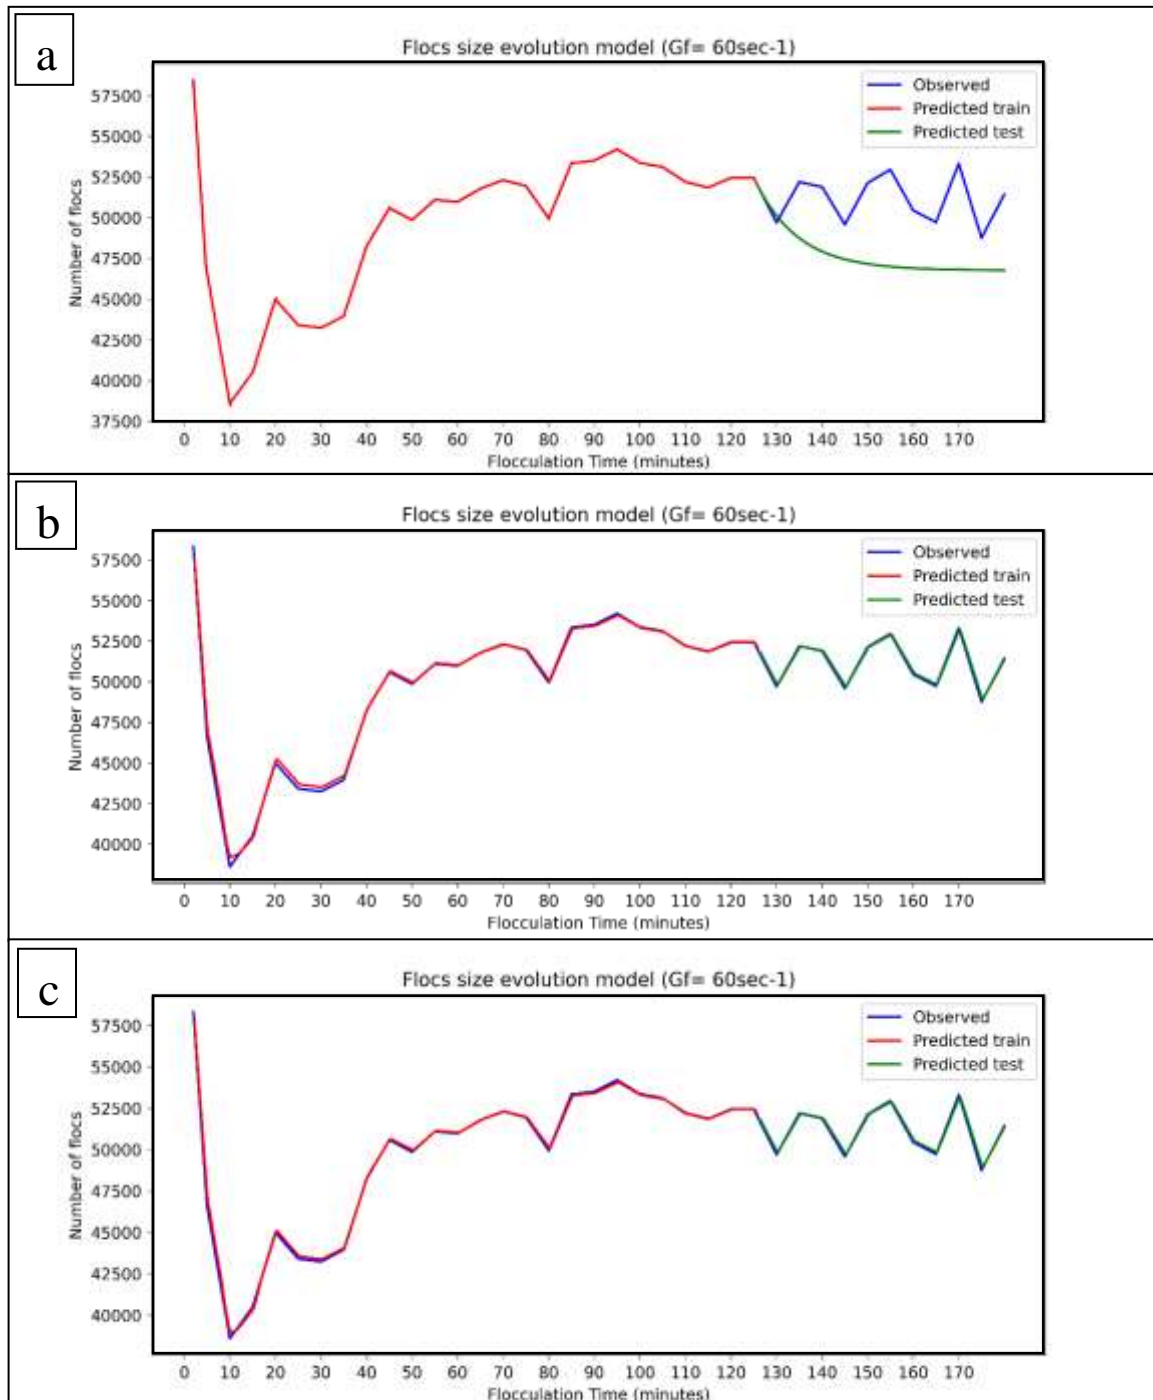 a
Flocs size evolution model (Gf= 60sec-1)
Observed
Predicted train
Predicted test
57500
55000
52500
50000
47500
45000
42500
40000
37500
Number of flocs
0 10 20 30 40 50 60 70 80 90 100 110 120 130 140 150 160 170
Flocculation Time (minutes)
b
Flocs size evolution model (Gf= 60sec-1)
Observed
Predicted train
Predicted test
57500
55000
52500
50000
47500
45000
42500
40000
Number of flocs
0 10 20 30 40 50 60 70 80 90 100 110 120 130 140 150 160 170
Flocculation Time (minutes)
c
Flocs size evolution model (Gf= 60sec-1)
Observed
Predicted train
Predicted test
57500
55000
52500
50000
47500
45000
42500
40000
Number of flocs
0 10 20 30 40 50 60 70 80 90 100 110 120 130 140 150 160 170
Flocculation Time (minutes)